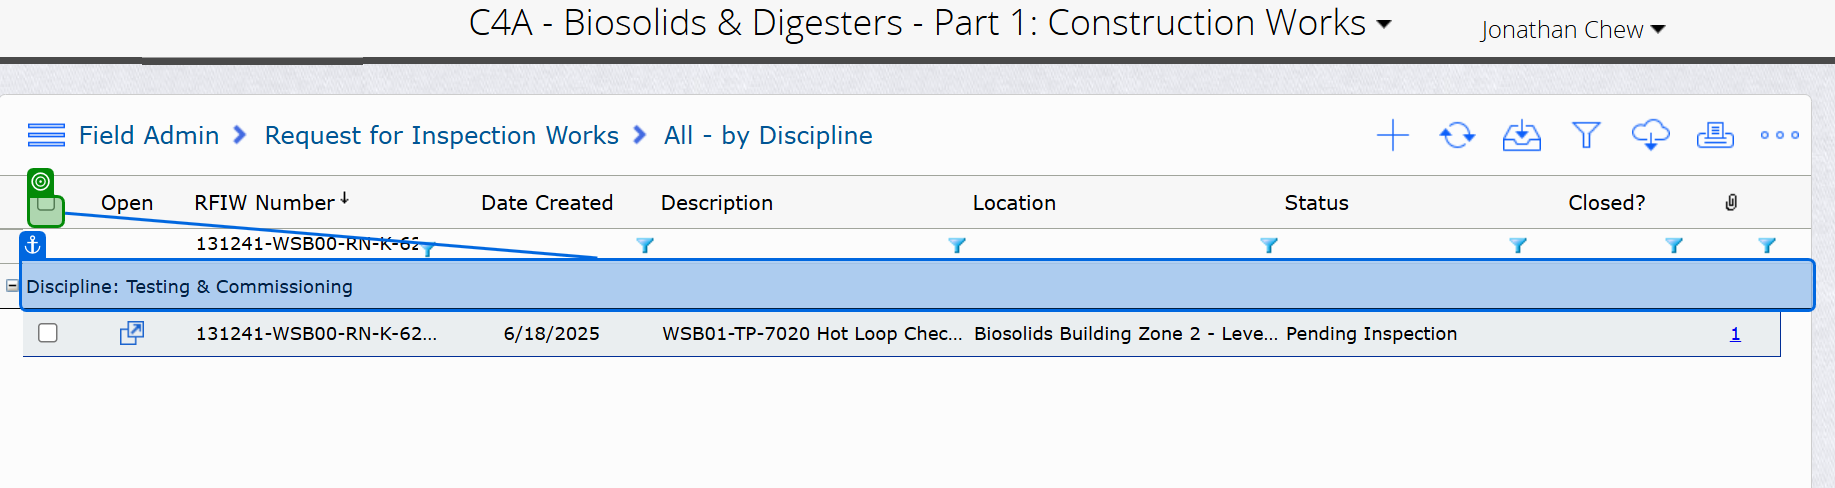 C4A - Biosolids & Digesters - Part 1: Construction Works
Jonathan Chew
Field Admin
Request for Inspection Works
All - by Discipline
Open RFIW Number Date Created Description Location Status Closed?
131241-WSB00-RN-K-62
Discipline: Testing & Commissioning
131241-WSB00-RN-K-62... 6/18/2025 WSB01-TP-7020 Hot Loop Chec... Biosolids Building Zone 2 - Leve... Pending Inspection 1